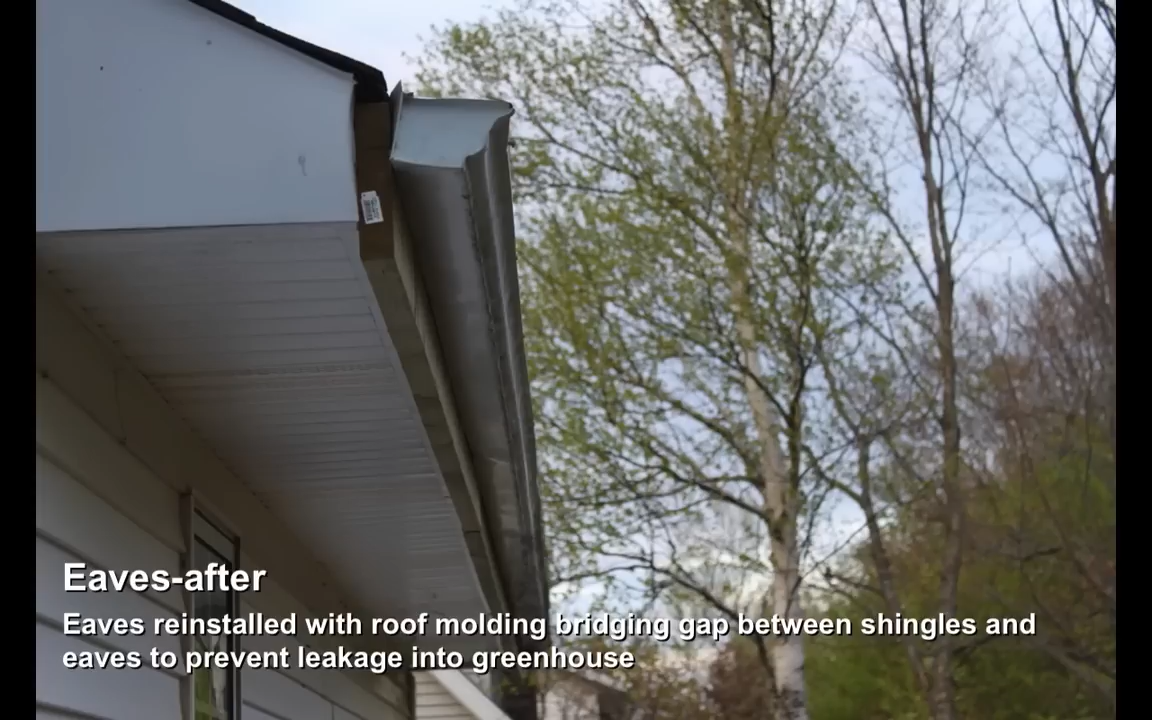 Eaves-after
Eaves reinstalled with roof molding bridging gap between shingles and
eaves to prevent leakage into greenhouse